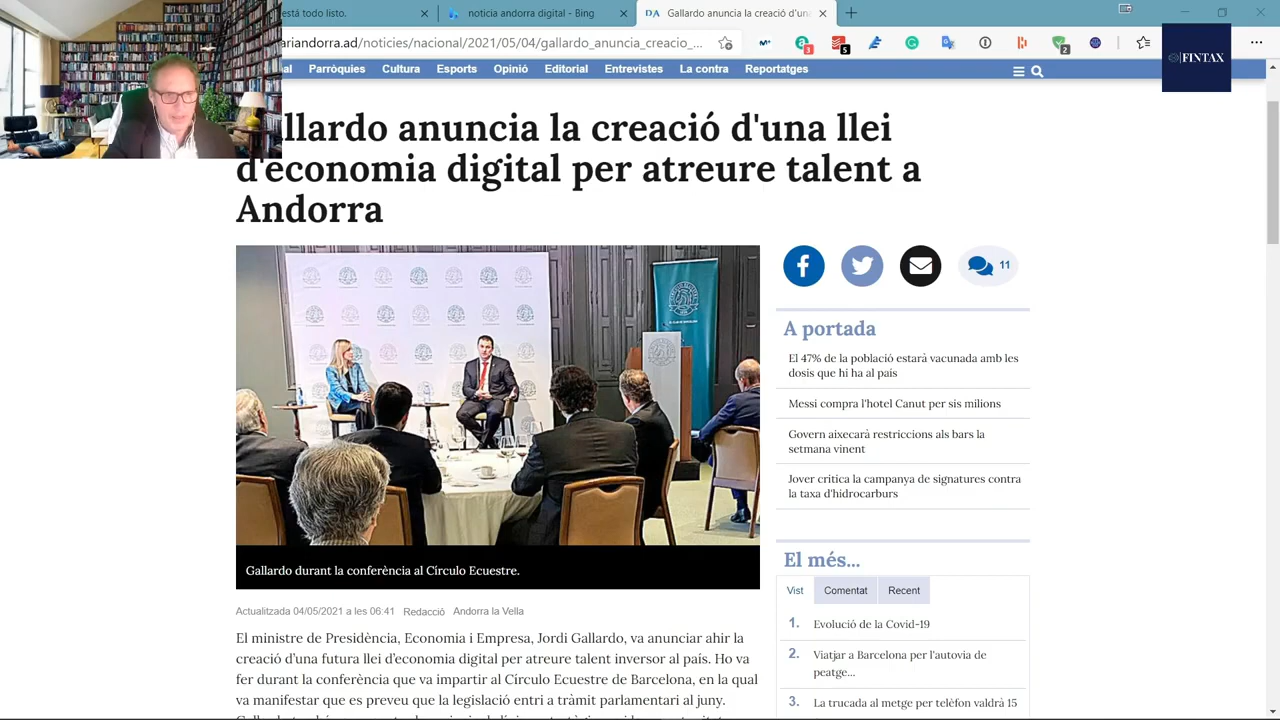 está todo listo.
noticia andorra digital - Bing
DA Gallardo anuncia la creació d'un
ariandorra.ad/noticies/nacional/2021/05/04/gallardo_anuncia_creacio_...
3
5
2
FINTAX
al Parròquies Cultura Esports Opinió Editorial Entrevistes La contra Reportatges
allardo anuncia la creació d'una llei
d'economia digital per atreure talent a
Andorra
11
A portada
El 47% de la població estarà vacunada amb les
dosis que hi ha al país
Messi compra l'hotel Canut per sis milions
Govern aixecarà restriccions als bars la
setmana vinent
Jover critica la campanya de signatures contra
la taxa d'hidrocarburs
Gallardo durant la conferència al Círculo Ecuestre.
El més...
Vist Comentat Recent
1. Evolució de la Covid-19
2. Viatjar a Barcelona per l'autovia de
peatge...
3. La trucada al metge per telèfon valdrà 15
Actualitzada 04/05/2021 a les 06:41 Redacció Andorra la Vella
El ministre de Presidència, Economia i Empresa, Jordi Gallardo, va anunciar ahir la
creació d'una futura llei d'economia digital per atreure talent inversor al país. Ho va
fer durant la conferència que va impartir al Círculo Ecuestre de Barcelona, en la qual
va manifestar que es preveu que la legislació entri a tràmit parlamentari al juny.